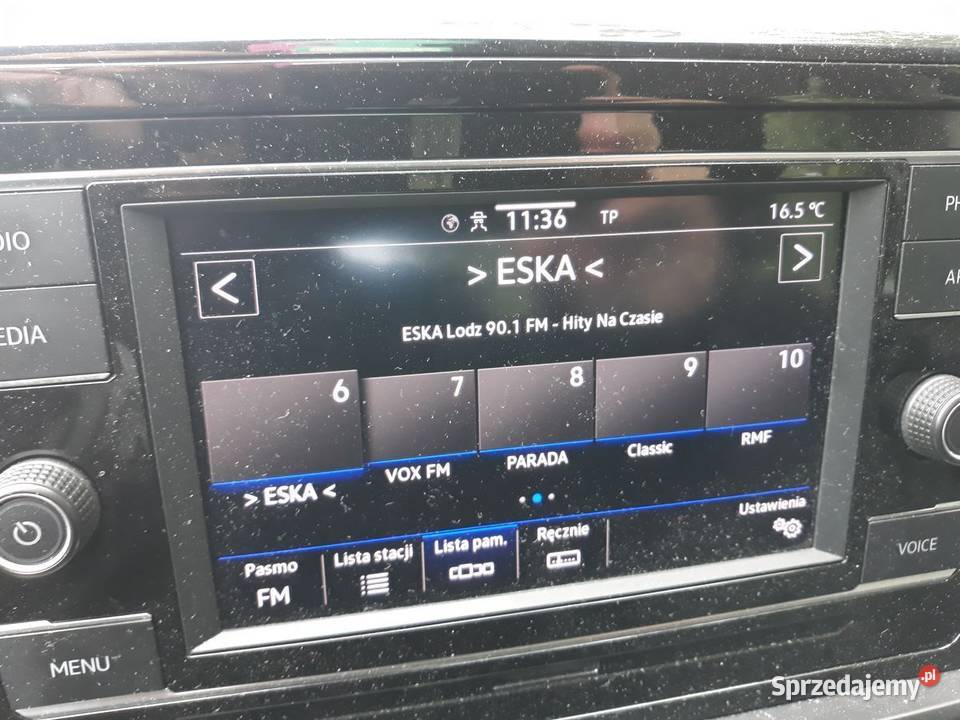 11:36 TP 16.5 °C
< > ESKA < >
ESKA Lodz 90.1 FM - Hity Na Czasie
6 7 8 9 10
> ESKA < VOX FM PARADA Classic RMF
Ustawienia
Pasmo Lista stacji Lista pam. Ręcznie
FM
VOICE
MENU
Sprzedajemy.pl